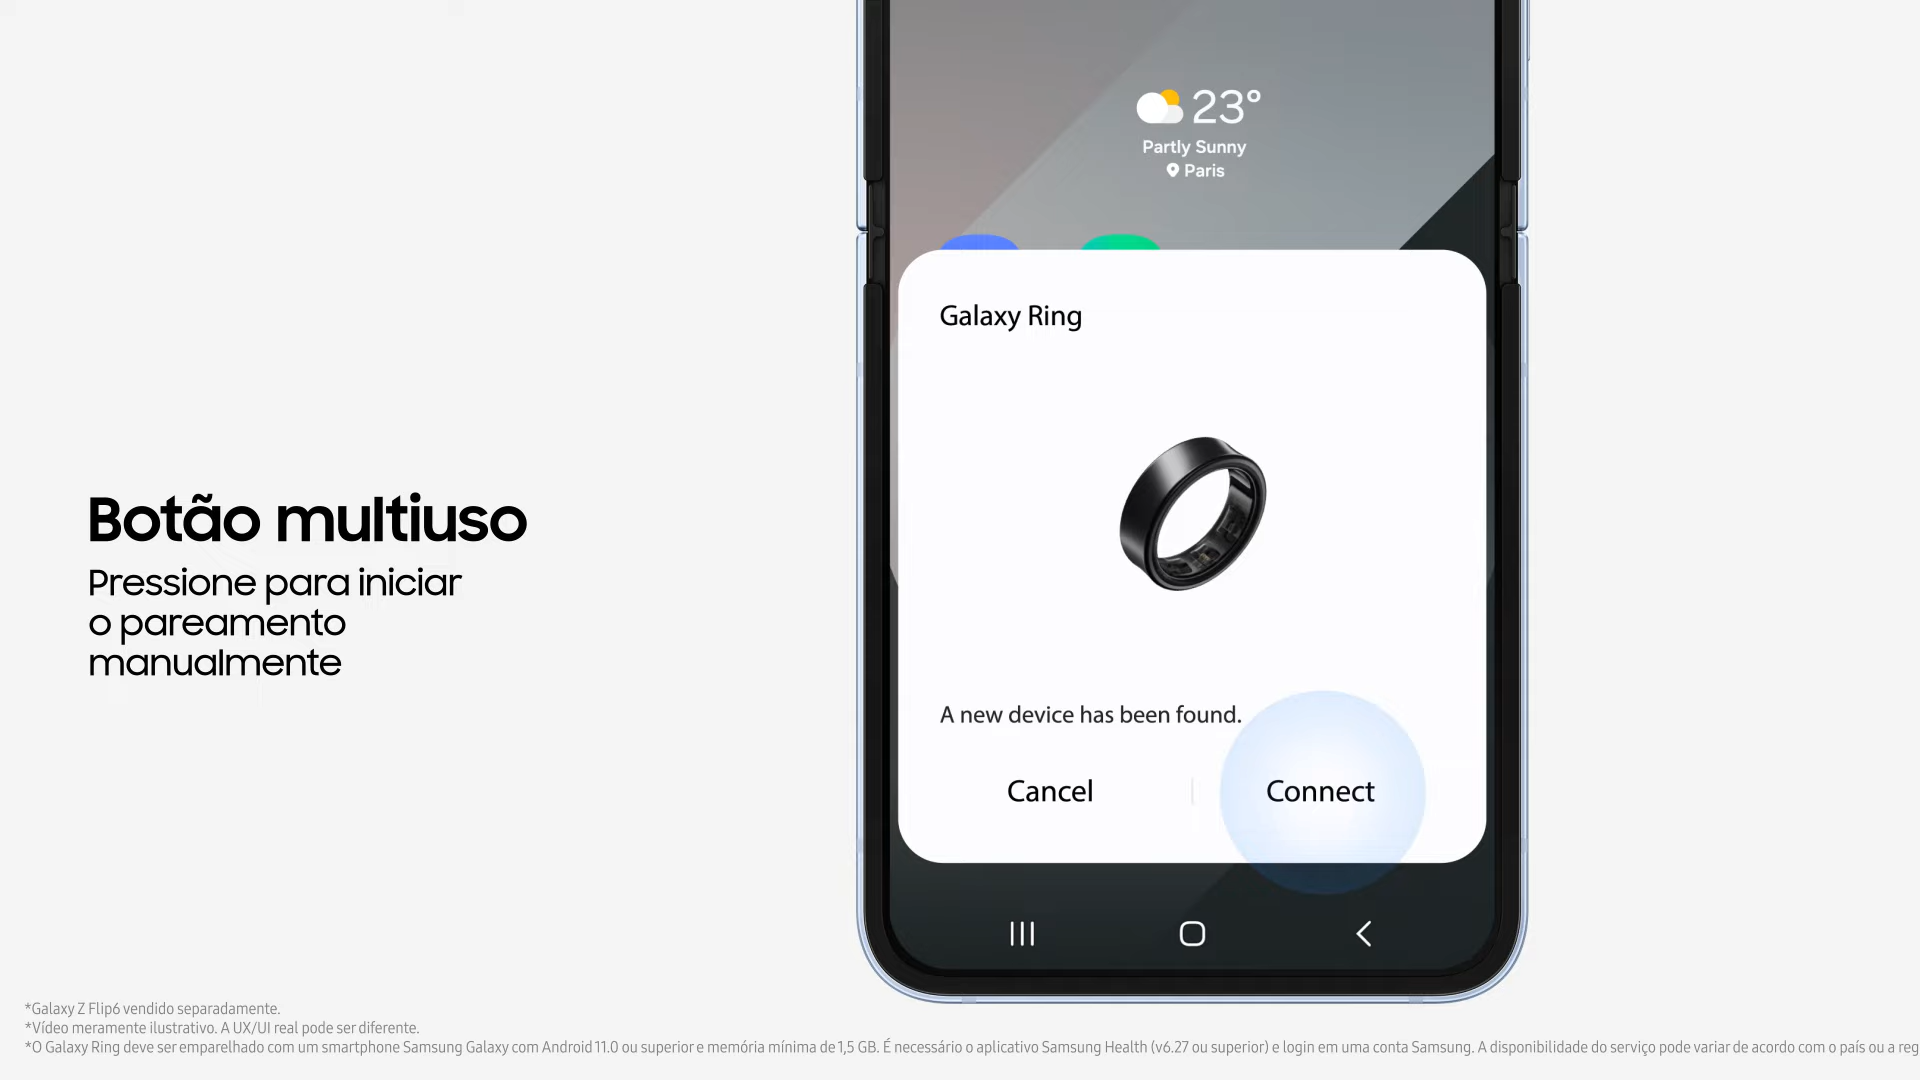 23°
Partly Sunny
Paris
Galaxy Ring
Botão multiuso
Pressione para iniciar
o pareamento
manualmente
A new device has been found.
Cancel
Connect
*Galaxy Z Flip6 vendido separadamente.
*Vídeo meramente ilustrativo. A UX/UI real pode ser diferente.
*O Galaxy Ring deve ser emparelhado com um smartphone Samsung Galaxy com Android 11.0 ou superior e memória mínima de 1,5 GB. É necessário o aplicativo Samsung Health (v6.27 ou superior) e login em uma conta Samsung. A disponibilidade do serviço pode variar de acordo com o país ou a reg